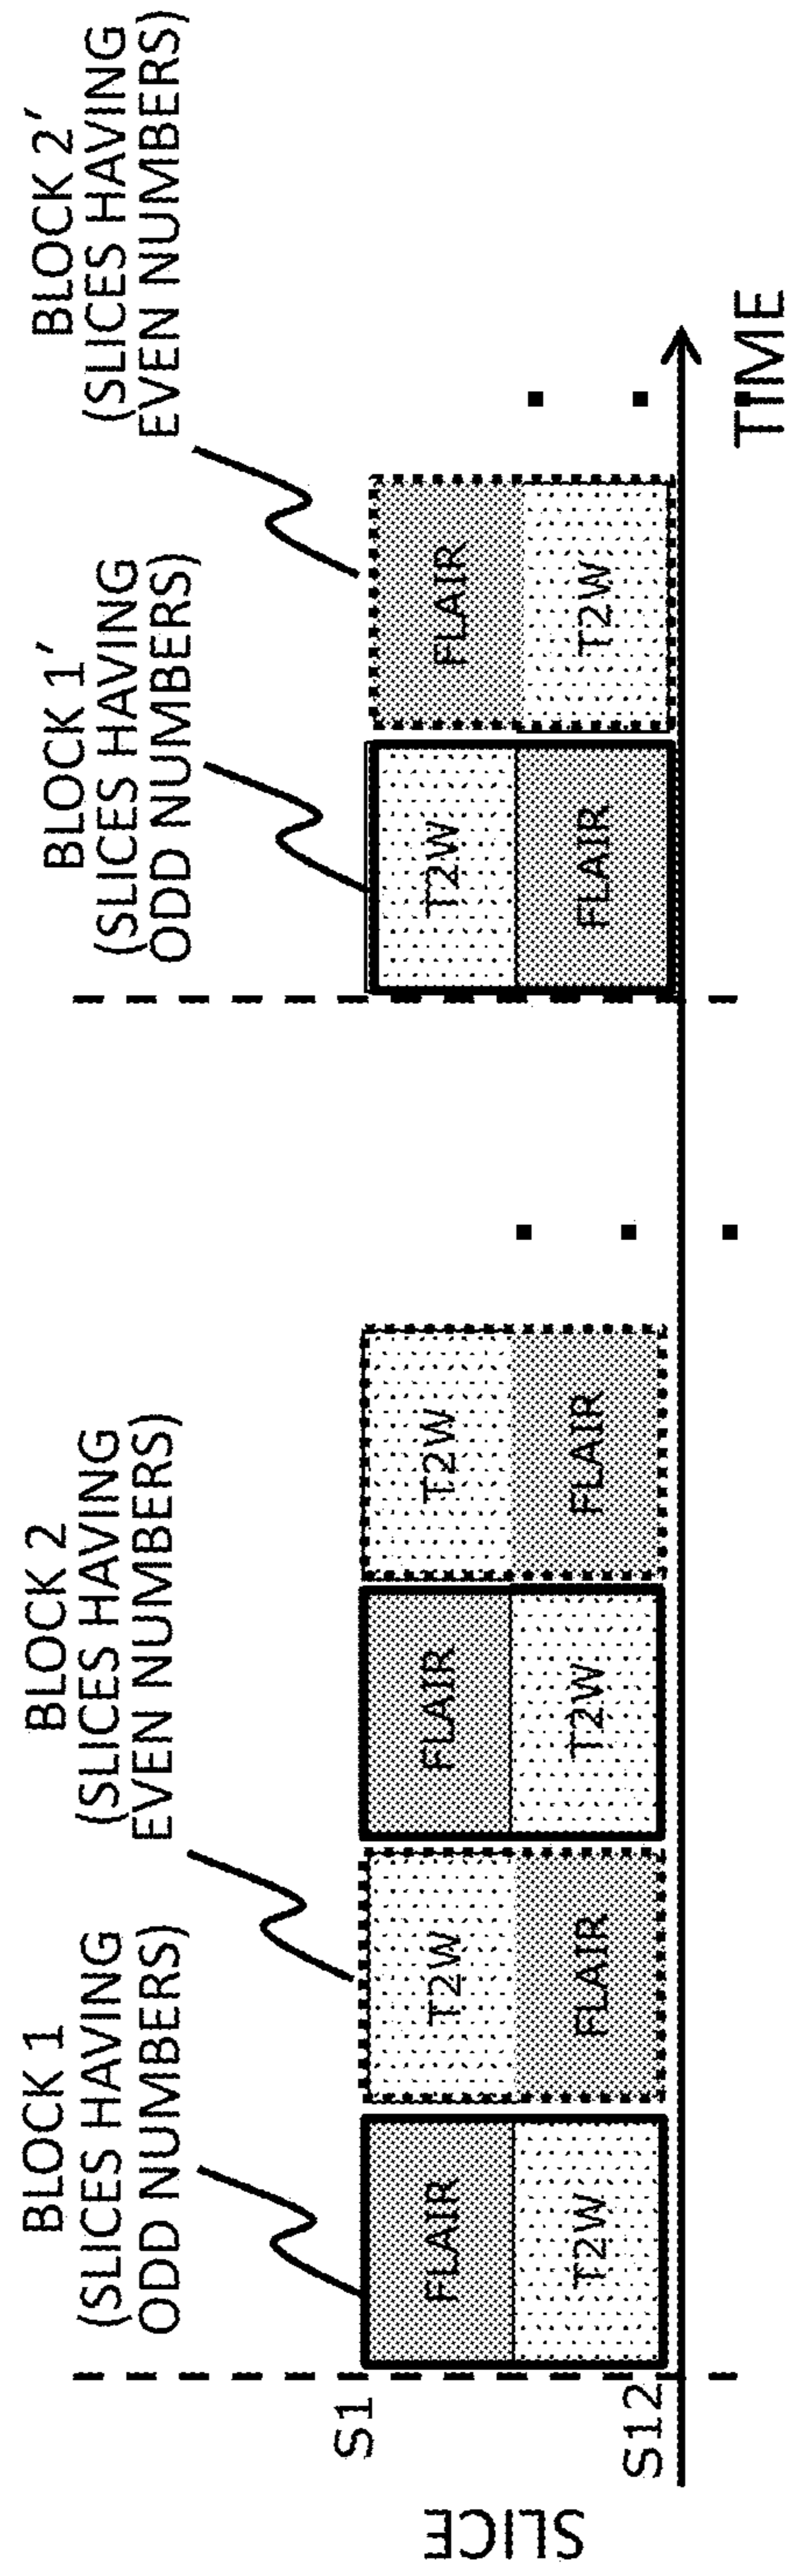 BLOCK 1
(SLICES HAVING
ODD NUMBERS)
BLOCK 2
(SLICES HAVING
EVEN NUMBERS)
BLOCK 1′
(SLICES HAVING
ODD NUMBERS)
BLOCK 2′
(SLICES HAVING
EVEN NUMBERS)
SLICE
S1
S12
FLAIR
T2W
T2W
FLAIR
FLAIR
T2W
T2W
FLAIR
T2W
FLAIR
FLAIR
T2W
TIME